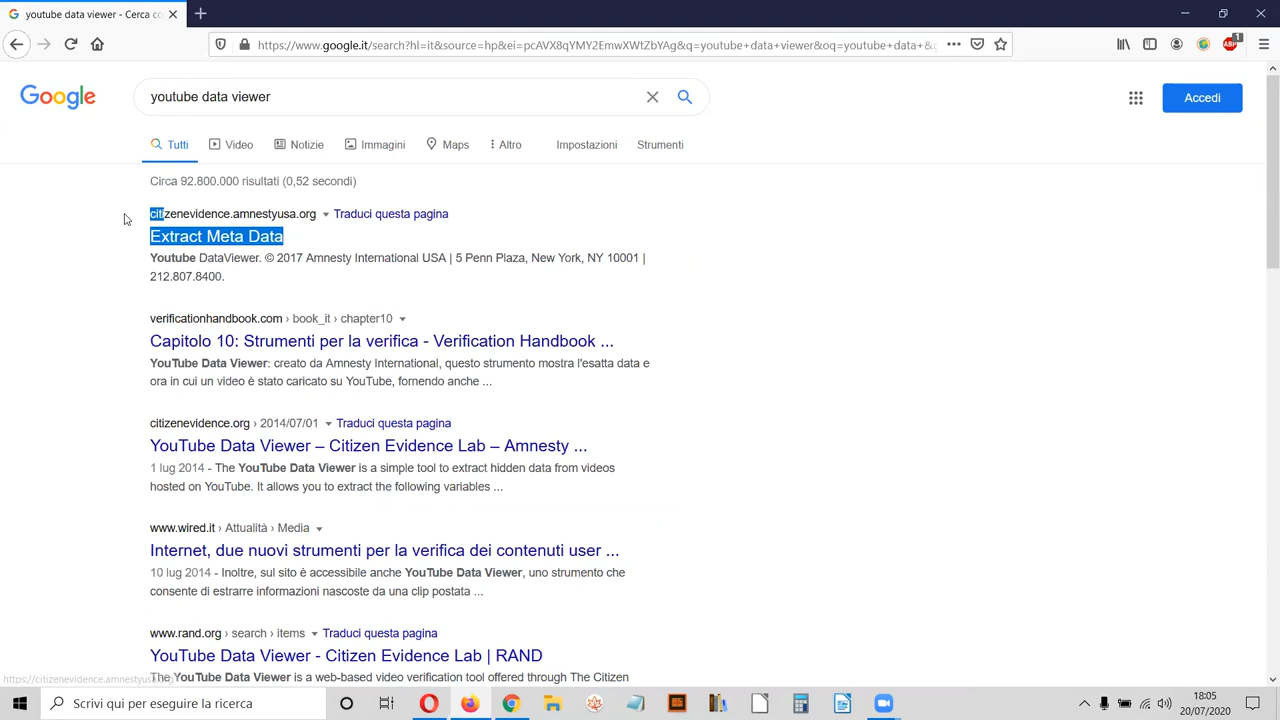 youtube data viewer - Cerca co
https://www.google.it/search?hl=it&source=hp&ei=pcAVX8qYMY2EmwXWtZbYAg&q=youtube+data+viewer&oq=youtube+data+&
ABP
1
Google
youtube data viewer
Accedi
Tutti
Video
Notizie
Immagini
Maps
Altro
Impostazioni
Strumenti
Circa 92.800.000 risultati (0,52 secondi)
citizenevidence.amnestyusa.org Traduci questa pagina
Extract Meta Data
Youtube DataViewer. © 2017 Amnesty International USA | 5 Penn Plaza, New York, NY 10001 |
212.807.8400.
verificationhandbook.com › book_it › chapter10
Capitolo 10: Strumenti per la verifica - Verification Handbook ...
YouTube Data Viewer: creato da Amnesty International, questo strumento mostra l'esatta data e
ora in cui un video è stato caricato su YouTube, fornendo anche ...
citizenevidence.org › 2014/07/01 Traduci questa pagina
YouTube Data Viewer – Citizen Evidence Lab – Amnesty ...
1 lug 2014 - The YouTube Data Viewer is a simple tool to extract hidden data from videos
hosted on YouTube. It allows you to extract the following variables ...
www.wired.it › Attualità › Media
Internet, due nuovi strumenti per la verifica dei contenuti user ...
10 lug 2014 - Inoltre, sul sito è accessibile anche YouTube Data Viewer, uno strumento che
consente di estrarre informazioni nascoste da una clip postata ...
www.rand.org › search › items Traduci questa pagina
YouTube Data Viewer - Citizen Evidence Lab | RAND
The YouTube Data Viewer is a web-based video verification tool offered through The Citizen
https://citizenevidence.amnestyusa.org
Scrivi qui per eseguire la ricerca
18:05
20/07/2020